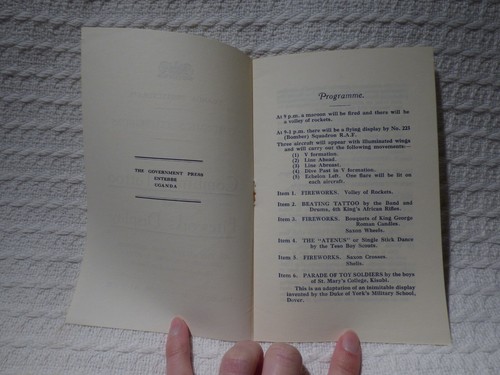 THE GOVERNMENT PRESS
ENTEBBE
UGANDA
Programme.
At 9 p.m. a maroon will be fired and there will be
a volley of rockets.
At 9-5 p.m. there will be a flying display by No. 223
(Bomber) Squadron R.A.F.
Three aircraft will appear with illuminated wings
and will carry out the following movements—
(1) Y formation.
(2) Line Ahead.
(3) Line Abreast.
(4) Dive Past in Y formation.
(5) Echelon Left. One flare will be lit on
each aircraft.
Item 1. FIREWORKS. Volley of Rockets.
Item 2. BEATING TATTOO by the Band and
Drums, 4th King's African Rifles.
Item 3. FIREWORKS. Bouquets of King George
Roman Candles.
Saxon Wheels.
Item 4. THE "ATENUS" or Single Stick Dance
by the Teso Boy Scouts.
Item 5. FIREWORKS. Saxon Crosses.
Shells.
Item 6. PARADE OF TOY SOLDIERS by the boys
of St. Mary's College, Kisubi.
This is an adaptation of an inimitable display
invented by the Duke of York's Military School,
Dover.